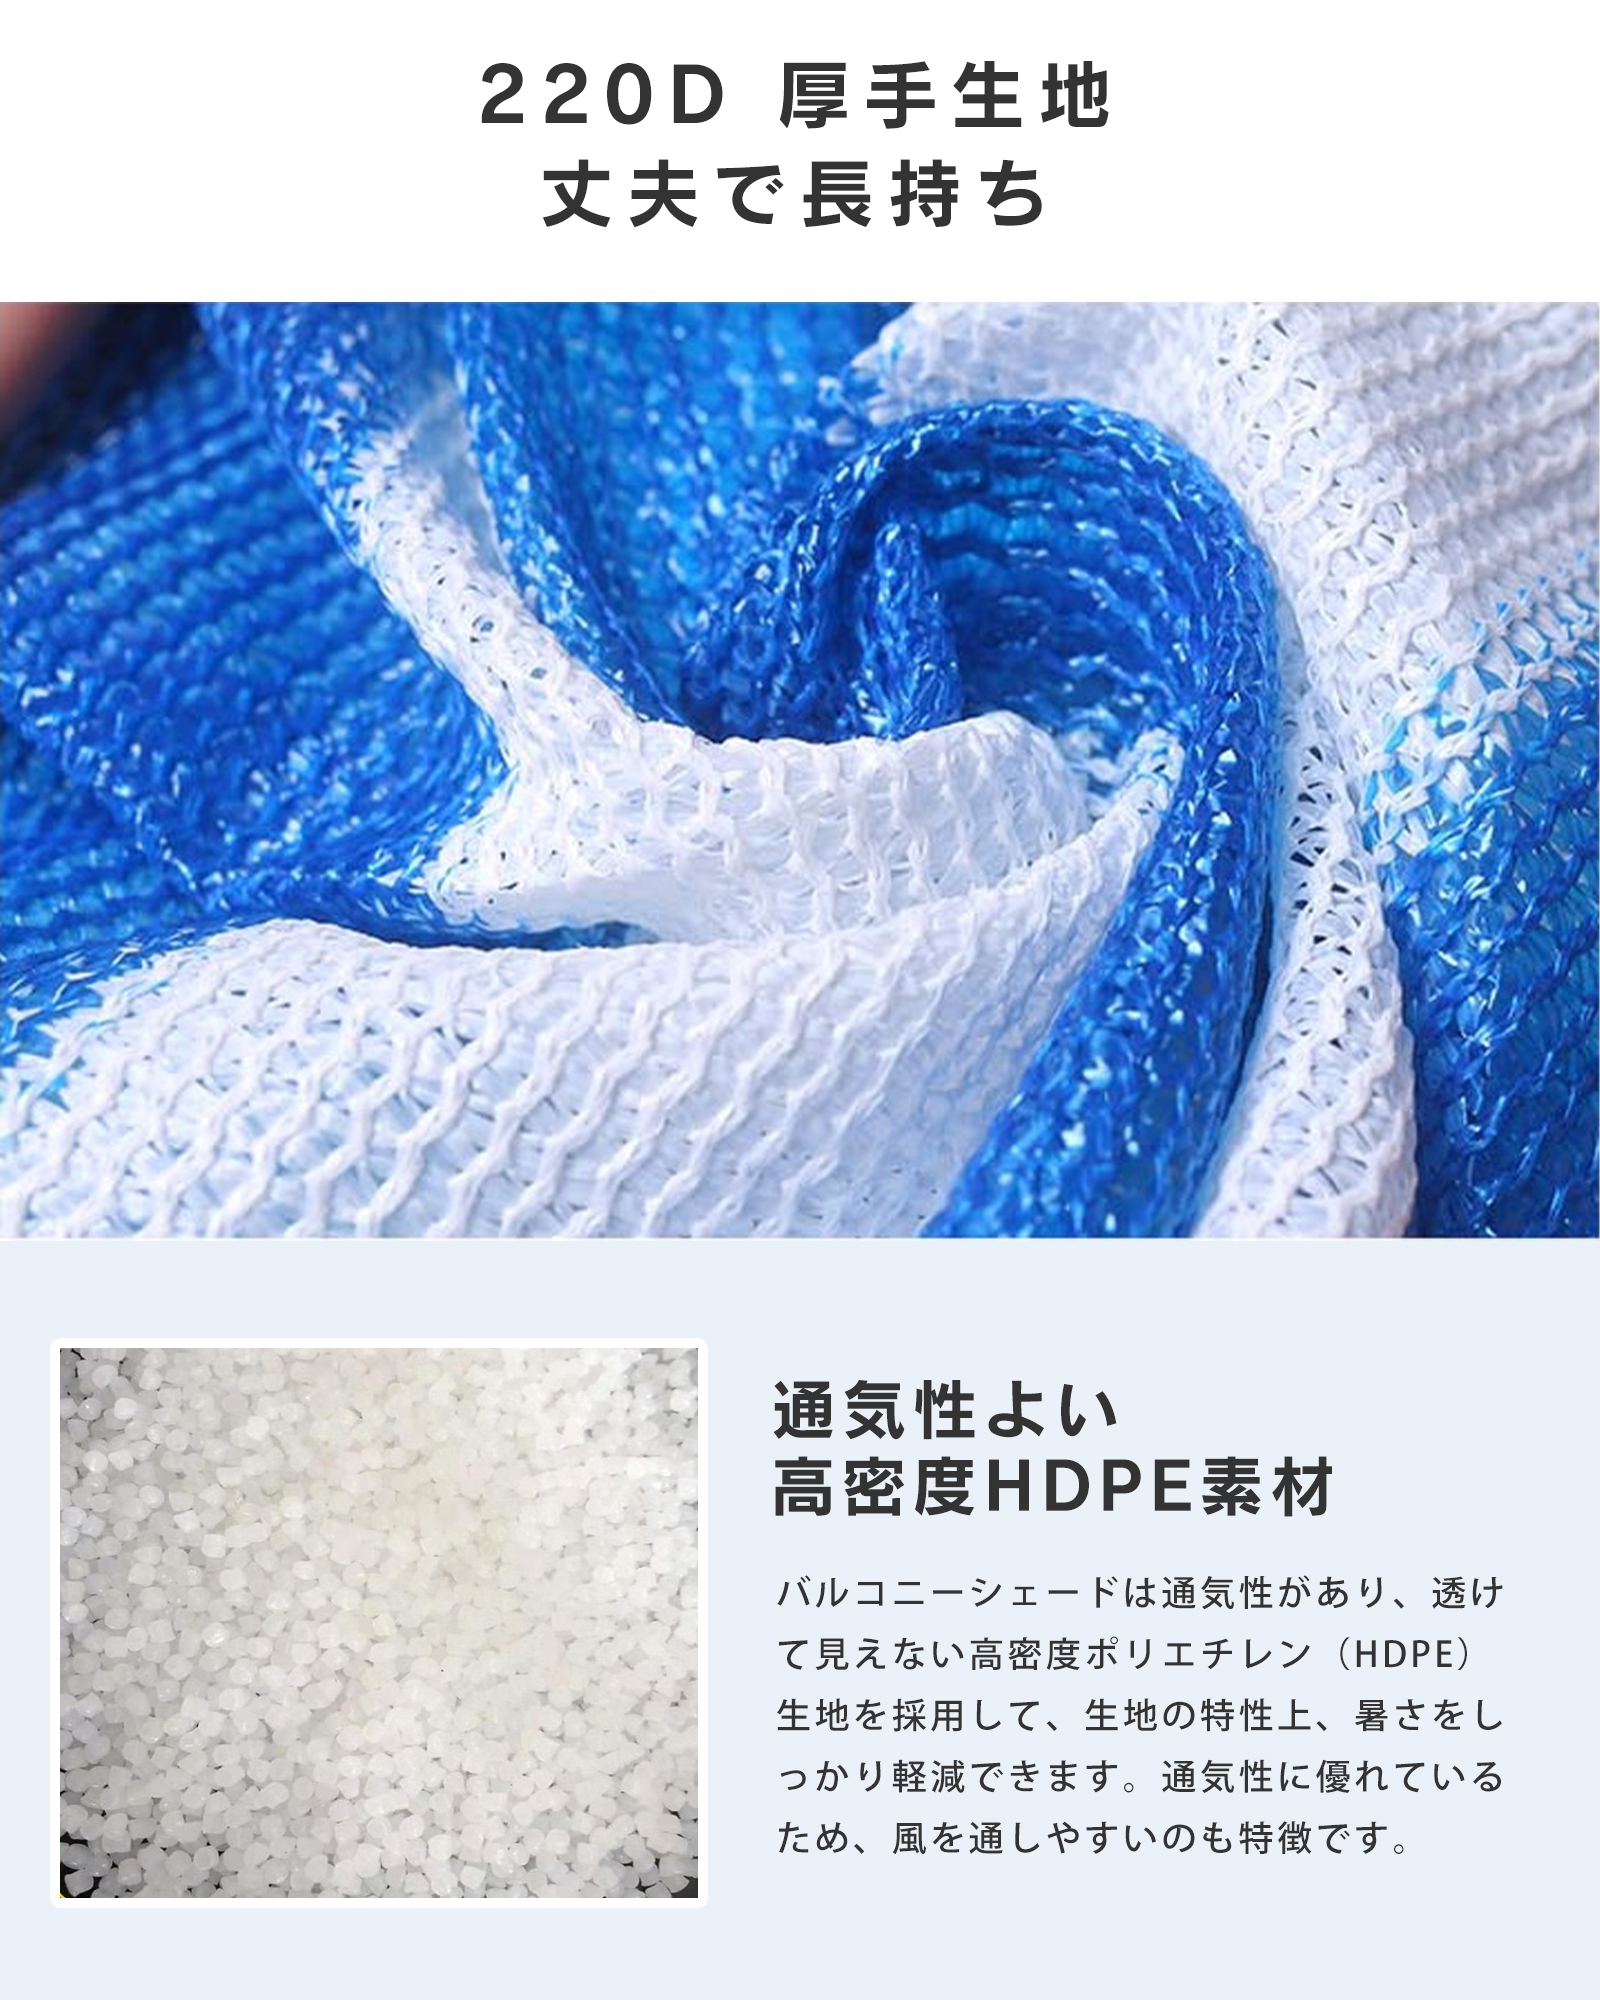 220D 厚手生地
丈夫で長持ち
通気性よい
高密度HDPE素材
バルコニーシェードは通気性があり、透け
て見えない高密度ポリエチレン（HDPE）
生地を採用して、生地の特性上、暑さをし
っかり軽減できます。通気性に優れている
ため、風を通しやすいのも特徴です。